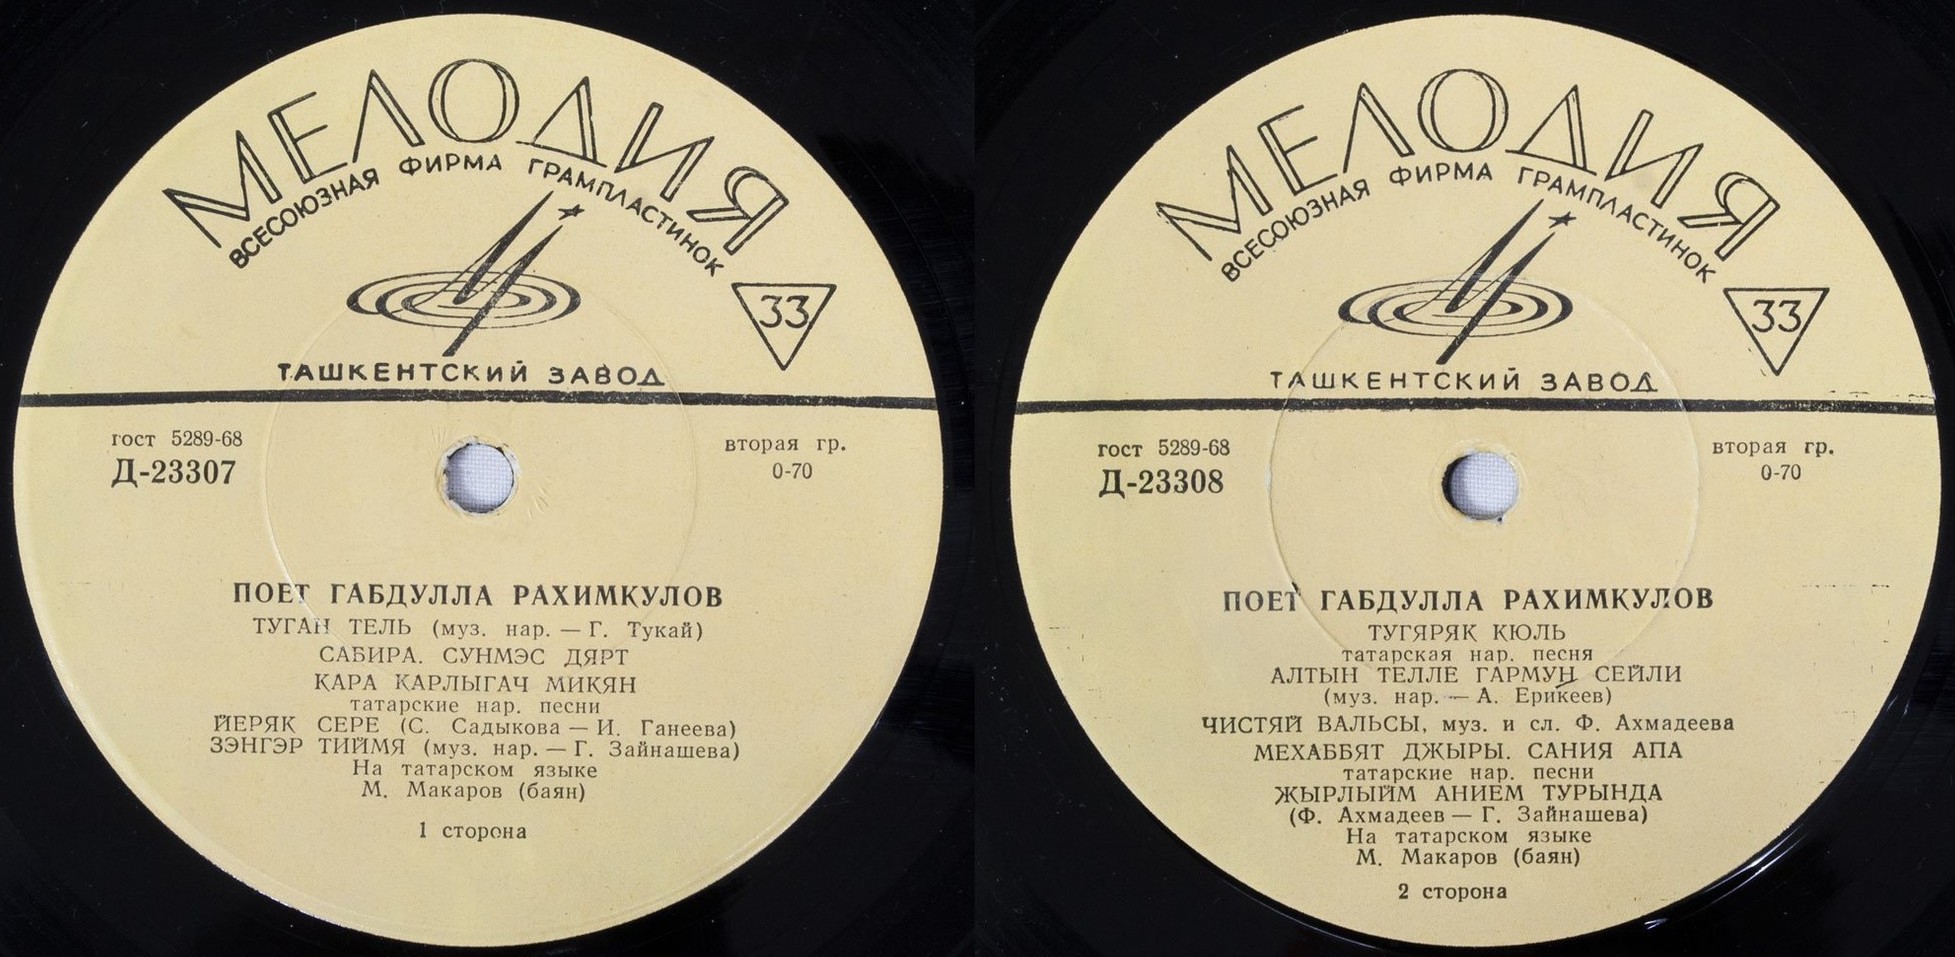 МЕЛОДИЯ
ВСЕСОЮЗНАЯ ФИРМА ГРАМПЛАСТИНОК
33
ТАШКЕНТСКИЙ ЗАВОД
гост 5289-68
Д-23307
вторая гр.
0-70
ПОЕТ ГАБДУЛЛА РАХИМКУЛОВ
ТУГАН ТЕЛЬ (муз. нар. — Г. Тукай)
САБИРА. СУНМЭС ДЯРТ
КАРА КАРЛЫГАЧ МИКЯН
татарские нар. песни
ЙЕРЯК СЕРЕ (С. Садыкова — И. Ганеева)
ЗЭНГЭР ТИЙМЯ (муз. нар. — Г. Зайнашева)
На татарском языке
М. Макаров (баян)
1 сторона
МЕЛОДИЯ
ВСЕСОЮЗНАЯ ФИРМА ГРАМПЛАСТИНОК
33
ТАШКЕНТСКИЙ ЗАВОД
гост 5289-68
Д-23308
вторая гр.
0-70
ПОЕТ ГАБДУЛЛА РАХИМКУЛОВ
ТУГЯРЯК КЮЛЬ
татарская нар. песня
АЛТЫН ТЕЛЛЕ ГАРМУН СЕЙЛИ
(муз. нар. — А. Ерикеев)
ЧИСТЯЙ ВАЛЬСЫ, муз. и сл. Ф. Ахмадеева
МЕХАББЯТ ДЖЫРЫ. САНИЯ АПА
татарские нар. песни
ЖЫРЛЫЙМ АНИЕМ ТУРЫНДА
(Ф. Ахмадеев — Г. Зайнашева)
На татарском языке
М. Макаров (баян)
2 сторона